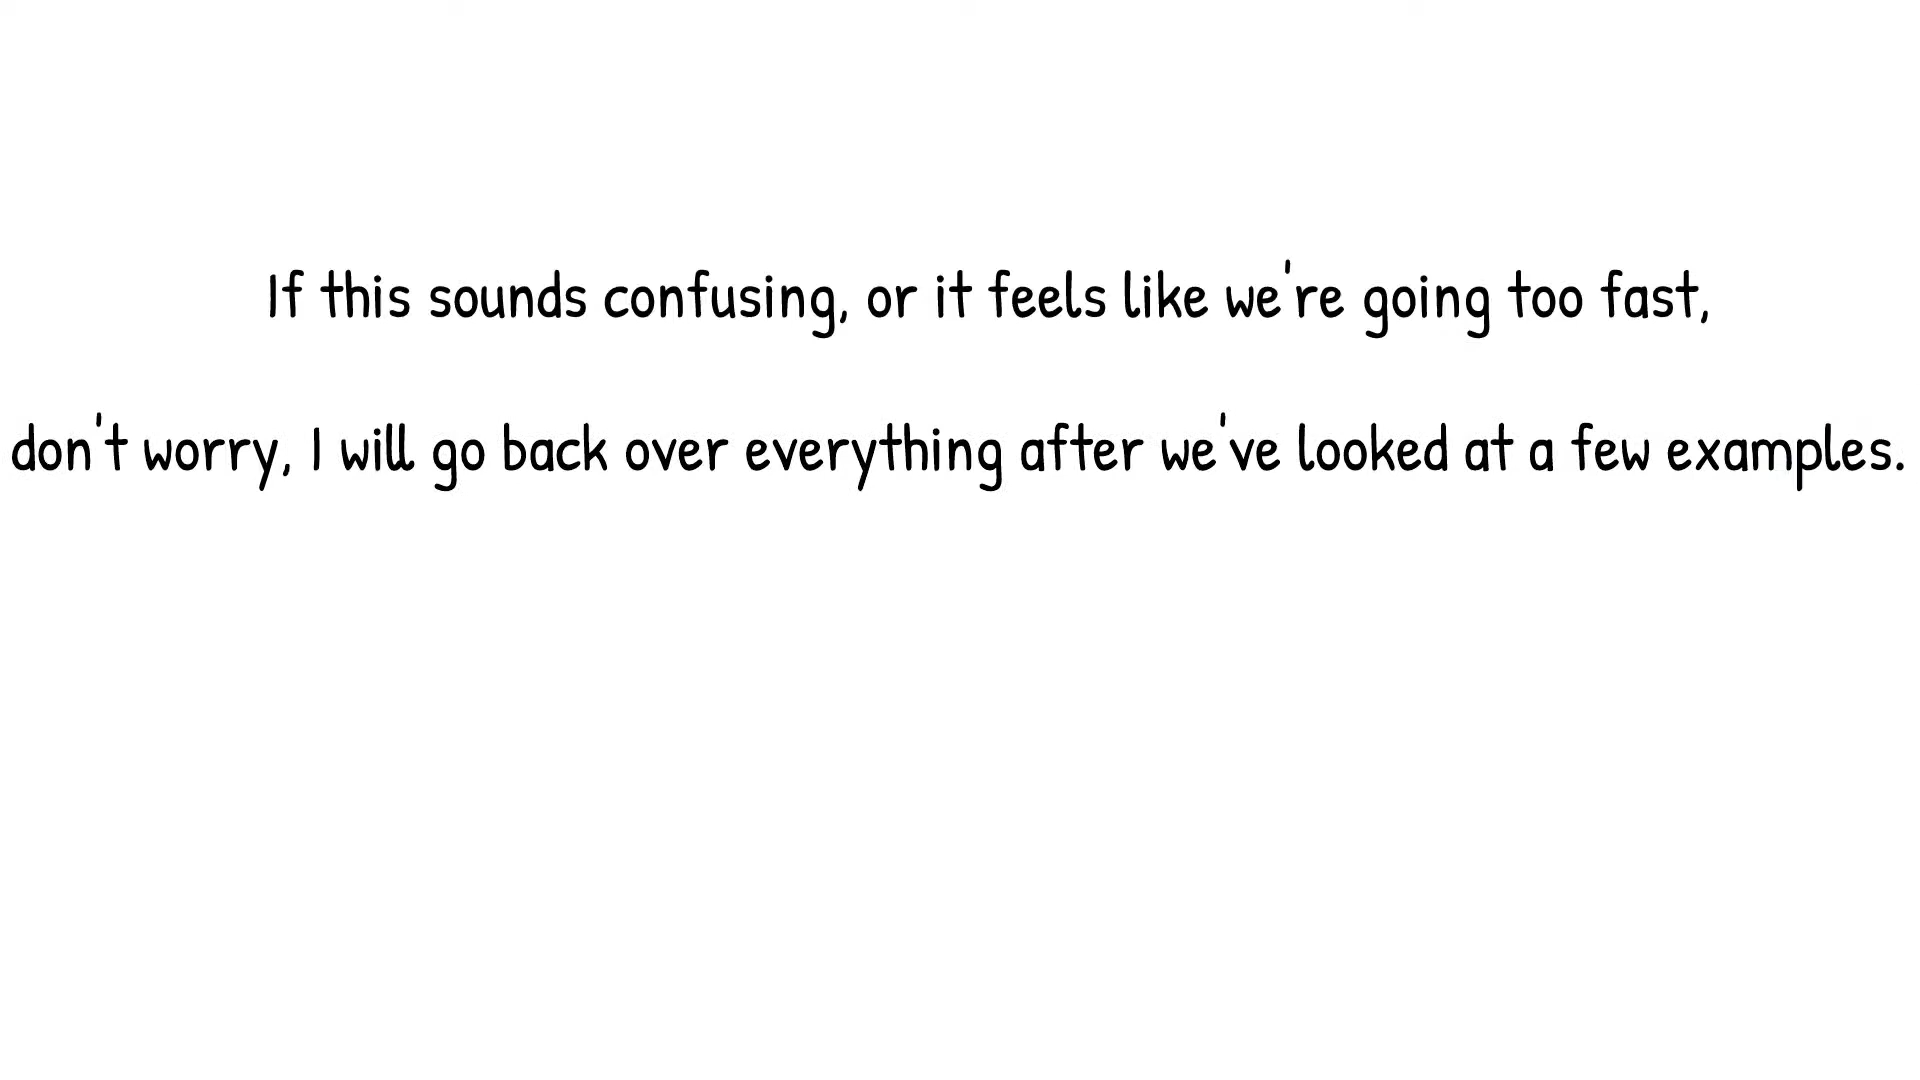 If this sounds confusing, or it feels like we're going too fast,
don't worry, I will go back over everything after we've looked at a few examples.